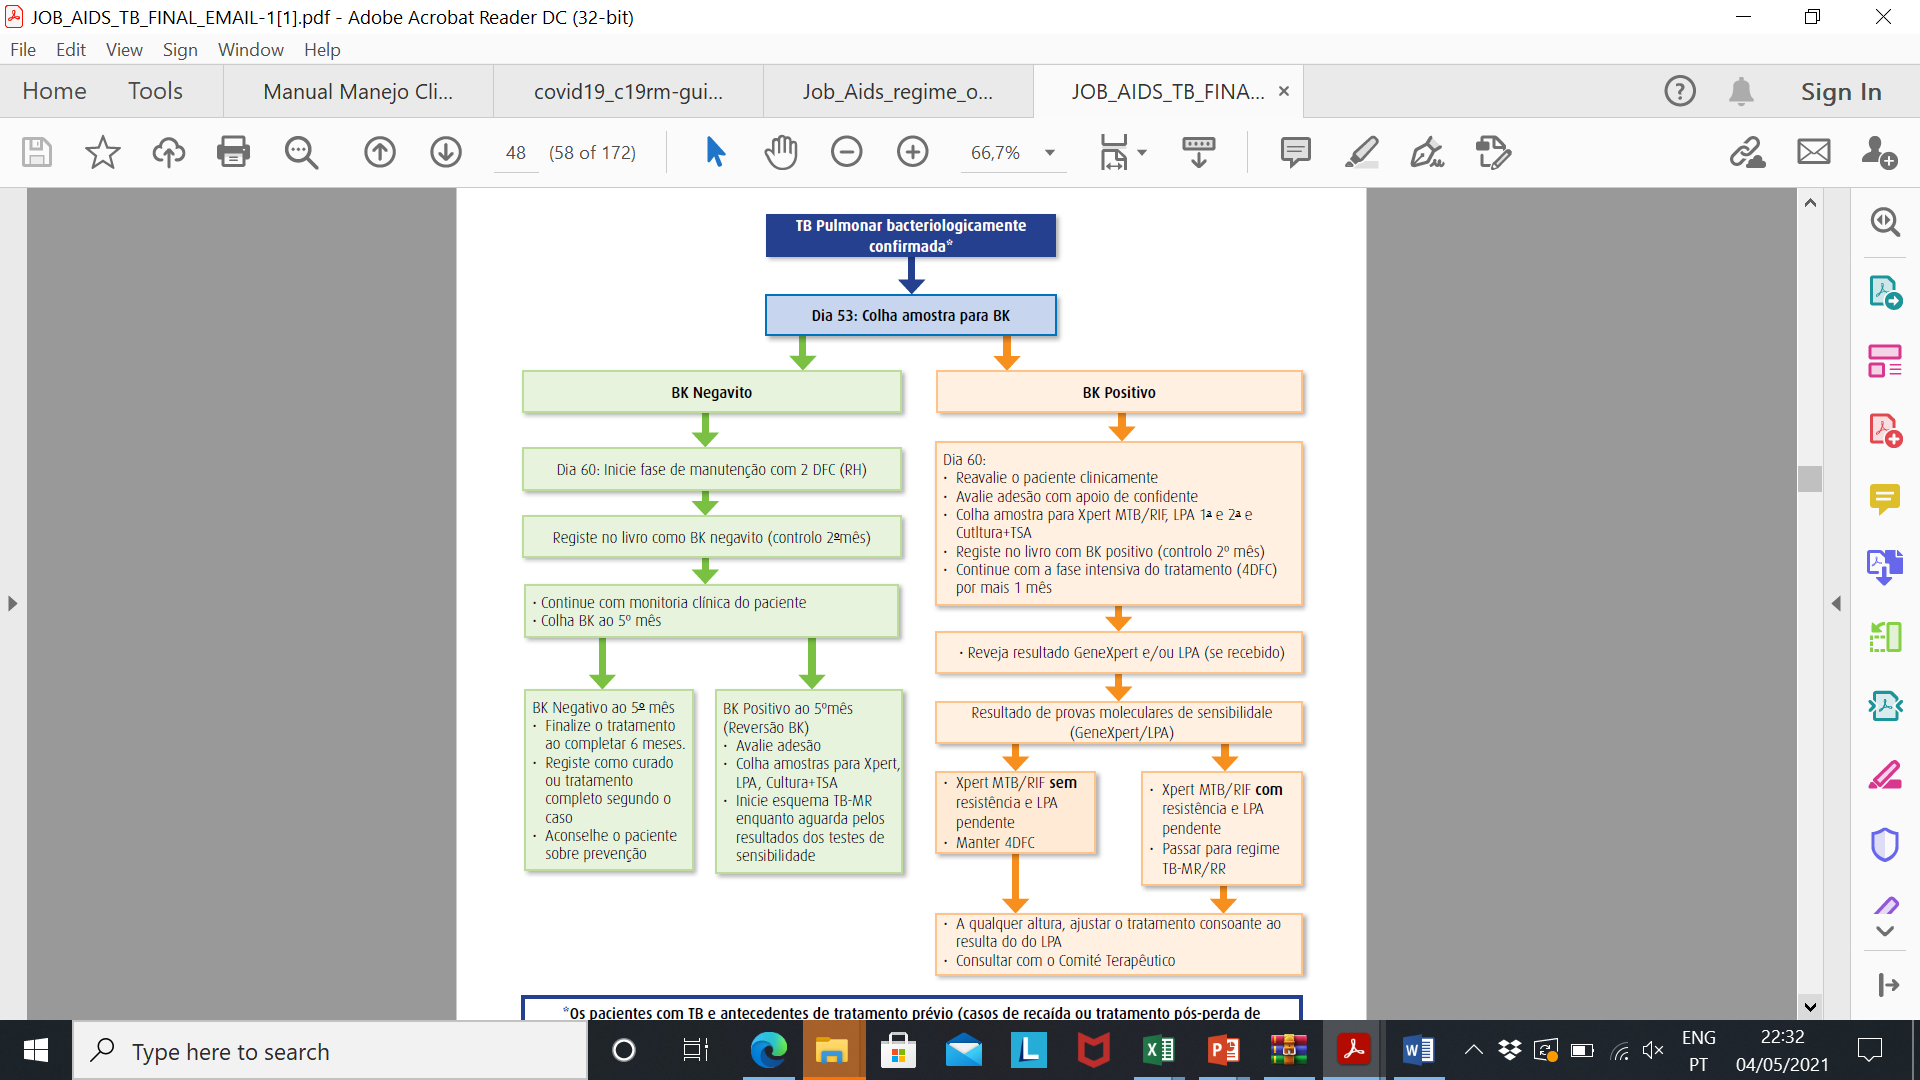 JOB_AIDS_TB_FINAL_EMAIL-1[1].pdf - Adobe Acrobat Reader DC (32-bit)
File Edit View Sign Window Help
Home Tools Manual Manejo Cli... covid19_c19rm-gui... Job_Aids_regime_o... JOB_AIDS_TB_FINA... Sign In
48 (58 of 172) 66,7%
TB Pulmonar bacteriologicamente
confirmada*
Dia 53: Colha amostra para BK
BK Negavito
Dia 60: Inicie fase de manutenção com 2 DFC (RH)
Registe no livro como BK negavito (controlo 2º mês)
· Continue com monitoria clínica do paciente
· Colha BK ao 5º mês
BK Negativo ao 5º mês
· Finalize o tratamento
ao completar 6 meses.
· Registe como curado
ou tratamento
completo segundo o
caso
· Aconselhe o paciente
sobre prevenção
BK Positivo ao 5ºmês
(Reversão BK)
· Avalie adesão
· Colha amostras para Xpert,
LPA, Cultura+TSA
· Inicie esquema TB-MR
enquanto aguarda pelos
resultados dos testes de
sensibilidade
BK Positivo
Dia 60:
· Reavalie o paciente clinicamente
· Avalie adesão com apoio de confidente
· Colha amostra para Xpert MTB/RIF, LPA 1ª e 2ª e
Cutltura+TSA
· Registe no livro com BK positivo (controlo 2º mês)
· Continue com a fase intensiva do tratamento (4DFC)
por mais 1 mês
· Reveja resultado GeneXpert e/ou LPA (se recebido)
Resultado de provas moleculares de sensibilidale
(GeneXpert/LPA)
· Xpert MTB/RIF sem
resistência e LPA
pendente
· Manter 4DFC
· Xpert MTB/RIF com
resistência e LPA
pendente
· Passar para regime
TB-MR/RR
· A qualquer altura, ajustar o tratamento consoante ao
resulta do do LPA
· Consultar com o Comité Terapêutico
*Os pacientes com TB e antecedentes de tratamento prévio (casos de recaída ou tratamento pós-perda de
Type here to search
ENG
PT
22:32
04/05/2021